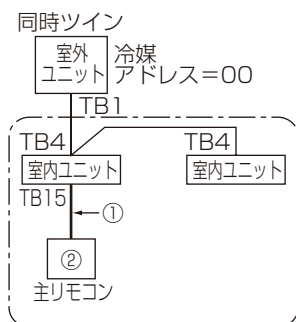 同時ツイン
室外
ユニット
冷媒
アドレス=00
TB1
TB4
TB4
室内ユニット
室内ユニット
TB15
①
②
主リモコン